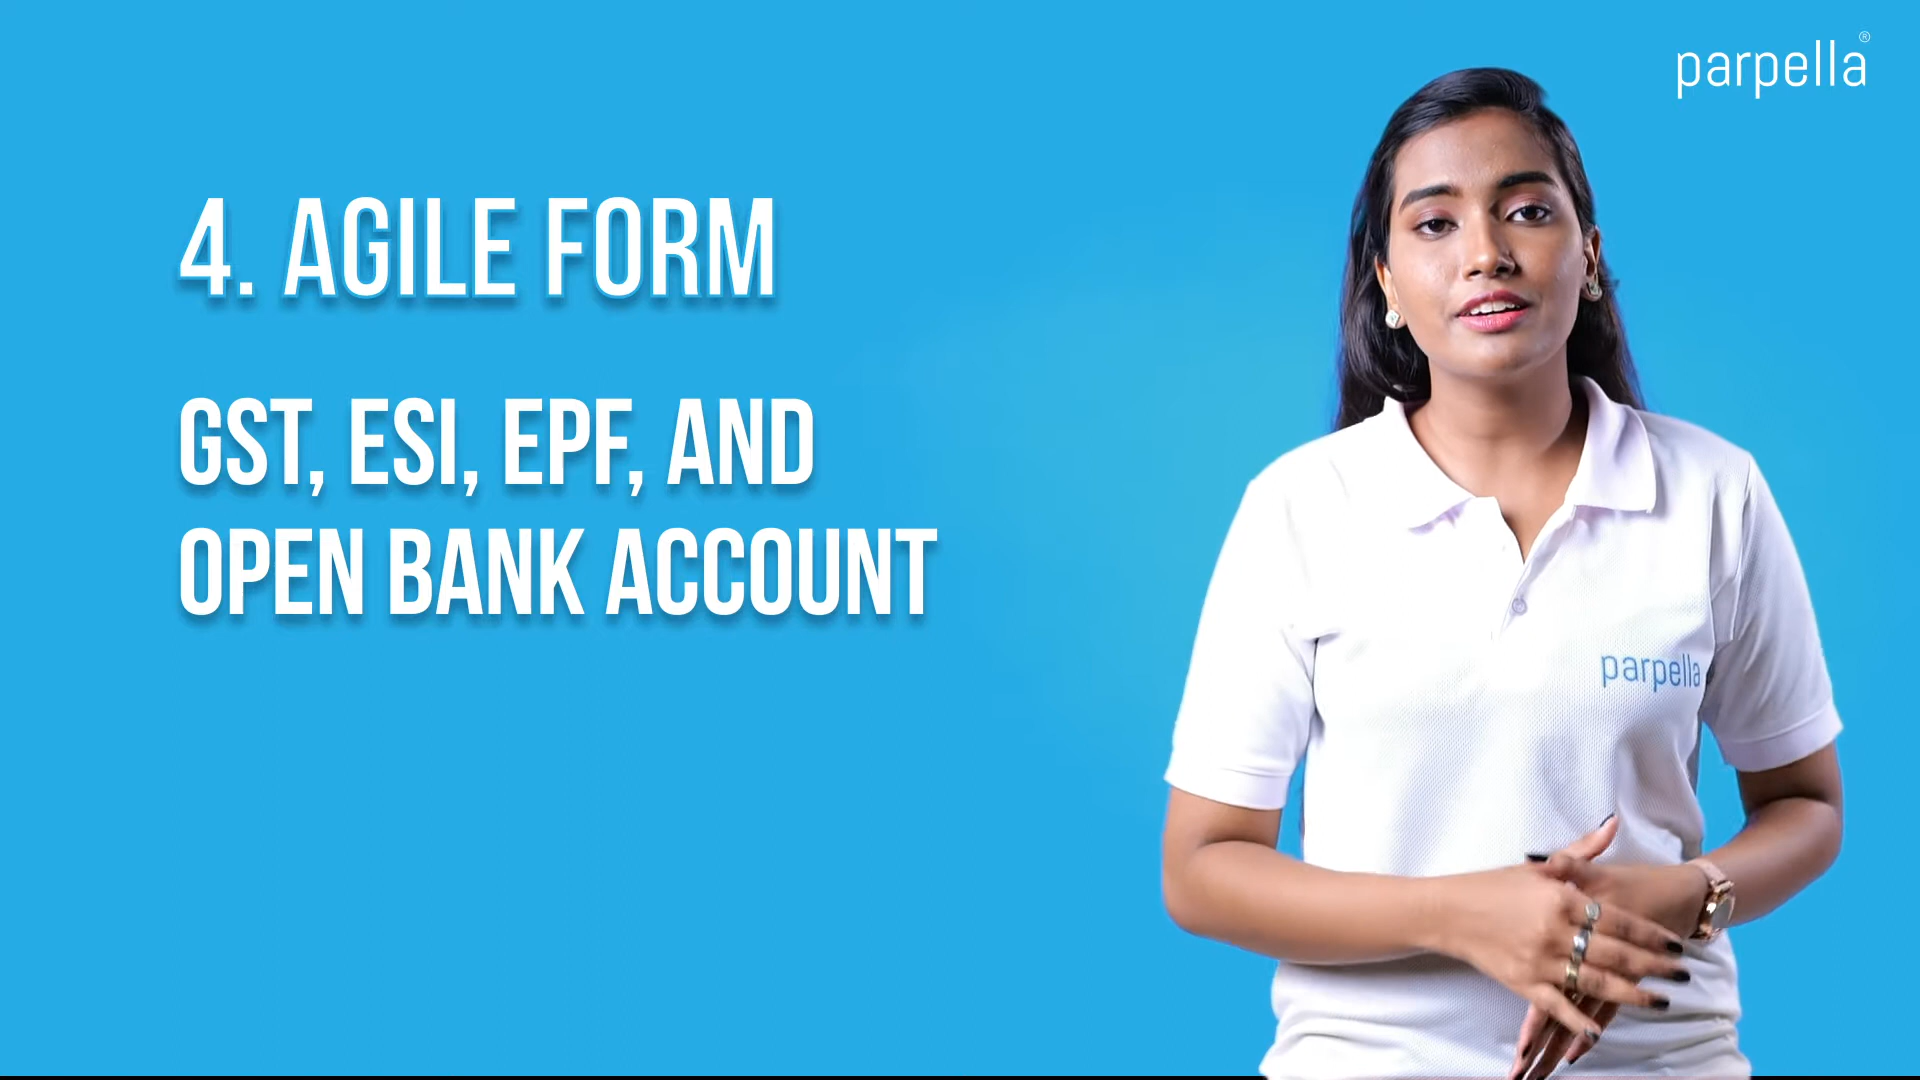 parpella®
4. AGILE FORM
GST, ESI, EPF, AND
OPEN BANK ACCOUNT
parpella